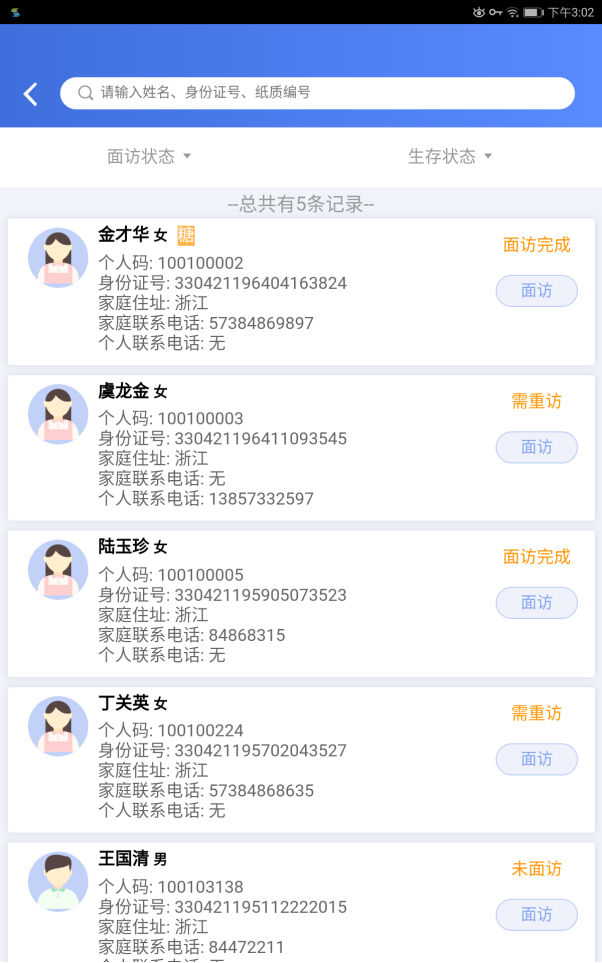 下午3:02
请输入姓名、身份证号、纸质编号
面访状态 生存状态
--总共有5条记录--
金才华 女 糖
面访完成
个人码: 100100002
身份证号: 330421196404163824
面访
家庭住址: 浙江
家庭联系电话: 57384869897
个人联系电话: 无
虞龙金 女
需重访
个人码: 100100003
身份证号: 330421196411093545
面访
家庭住址: 浙江
家庭联系电话: 无
个人联系电话: 13857332597
陆玉珍 女
面访完成
个人码: 100100005
身份证号: 330421195905073523
面访
家庭住址: 浙江
家庭联系电话: 84868315
个人联系电话: 无
丁关英 女
需重访
个人码: 100100224
身份证号: 330421195702043527
面访
家庭住址: 浙江
家庭联系电话: 57384868635
个人联系电话: 无
王国清 男
未面访
个人码: 100103138
身份证号: 330421195112222015
面访
家庭住址: 浙江
家庭联系电话: 84472211